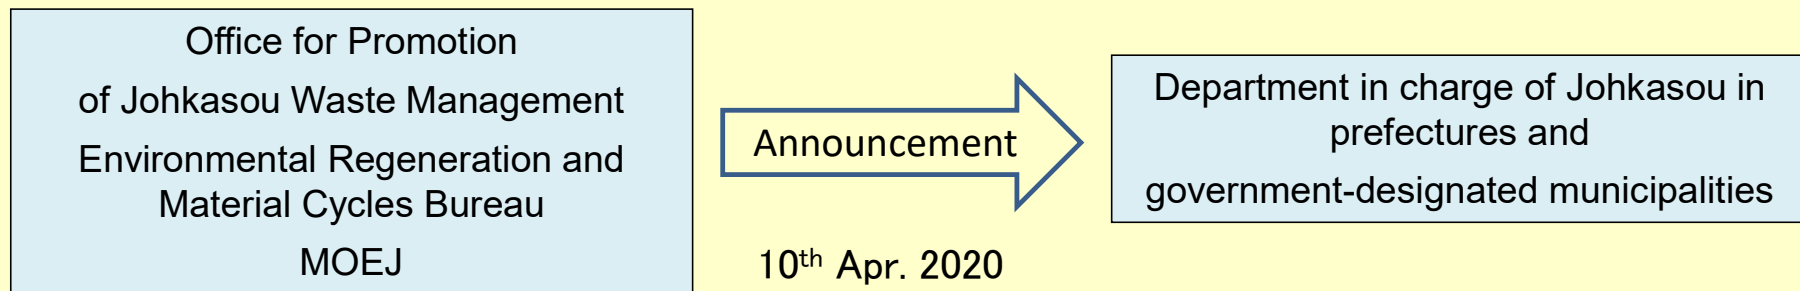 Office for Promotion
of Johkasou Waste Management
Environmental Regeneration and
Material Cycles Bureau
MOEJ
Announcement
10th Apr. 2020
Department in charge of Johkasou in
prefectures and
government-designated municipalities